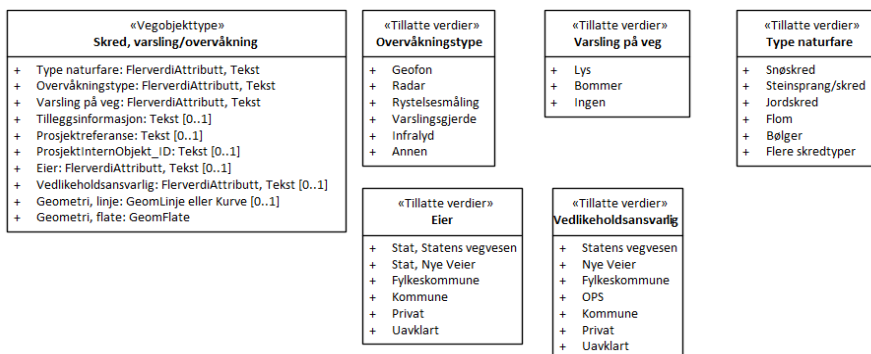 «Vegobjekttype»
Skred, varsling/overvåkning
+ Type naturfare: FlerverdiAttributt, Tekst
+ Overvåkningstype: FlerverdiAttributt, Tekst
+ Varsling på veg: FlerverdiAttributt, Tekst
+ Tilleggsinformasjon: Tekst [0..1]
+ Prosjektreferanse: Tekst [0..1]
+ ProsjektInternObjekt_ID: Tekst [0..1]
+ Eier: FlerverdiAttributt, Tekst [0..1]
+ Vedlikeholdsansvarlig: FlerverdiAttributt, Tekst [0..1]
+ Geometri, linje: GeomLinje eller Kurve [0..1]
+ Geometri, flate: GeomFlate
«Tillatte verdier»
Overvåkningstype
+ Geofon
+ Radar
+ Rystelsesmåling
+ Varslingsgjerde
+ Infralyd
+ Annen
«Tillatte verdier»
Varsling på veg
+ Lys
+ Bommer
+ Ingen
«Tillatte verdier»
Type naturfare
+ Snøskred
+ Steinsprang/skred
+ Jordskred
+ Flom
+ Bølger
+ Flere skredtyper
«Tillatte verdier»
Eier
+ Stat, Statens vegvesen
+ Stat, Nye Veier
+ Fylkeskommune
+ Kommune
+ Privat
+ Uavklart
«Tillatte verdier»
Vedlikeholdsansvarlig
+ Statens vegvesen
+ Nye Veier
+ Fylkeskommune
+ OPS
+ Kommune
+ Privat
+ Uavklart